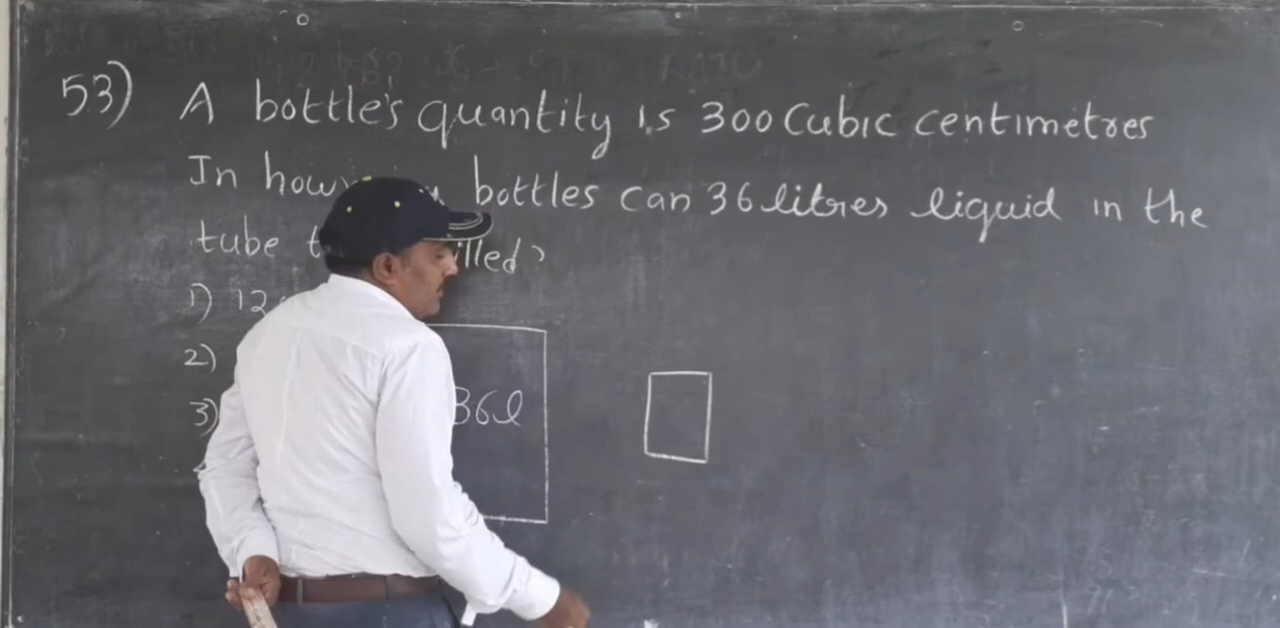 53) A bottle's quantity is 300 Cubic centimetres
In how bottles can 36 litres liquid in the
tube filled?
1) 12
2)
3)
36l